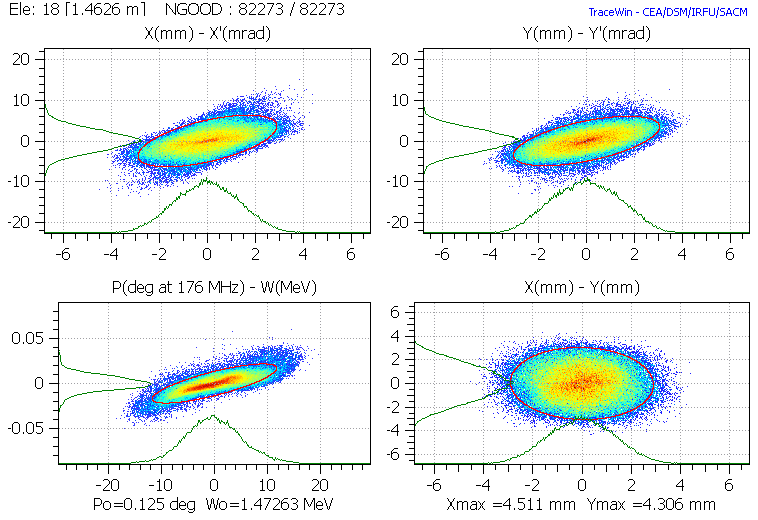 Ele: 18 [1.4626 m] NGOOD : 82273 / 82273
TraceWin - CEA/DSM/IRFU/SACM
X(mm) - X'(mrad)
Y(mm) - Y'(mrad)
20
10
0
-10
-20
-6 -4 -2 0 2 4 6
20
10
0
-10
-20
-6 -4 -2 0 2 4 6
P(deg at 176 MHz) - W(MeV)
X(mm) - Y(mm)
0.05
0
-0.05
-20 -10 0 10 20
6
4
2
0
-2
-4
-6
-6 -4 -2 0 2 4 6
Po=0.125 deg Wo=1.47263 MeV
Xmax =4.511 mm Ymax =4.306 mm